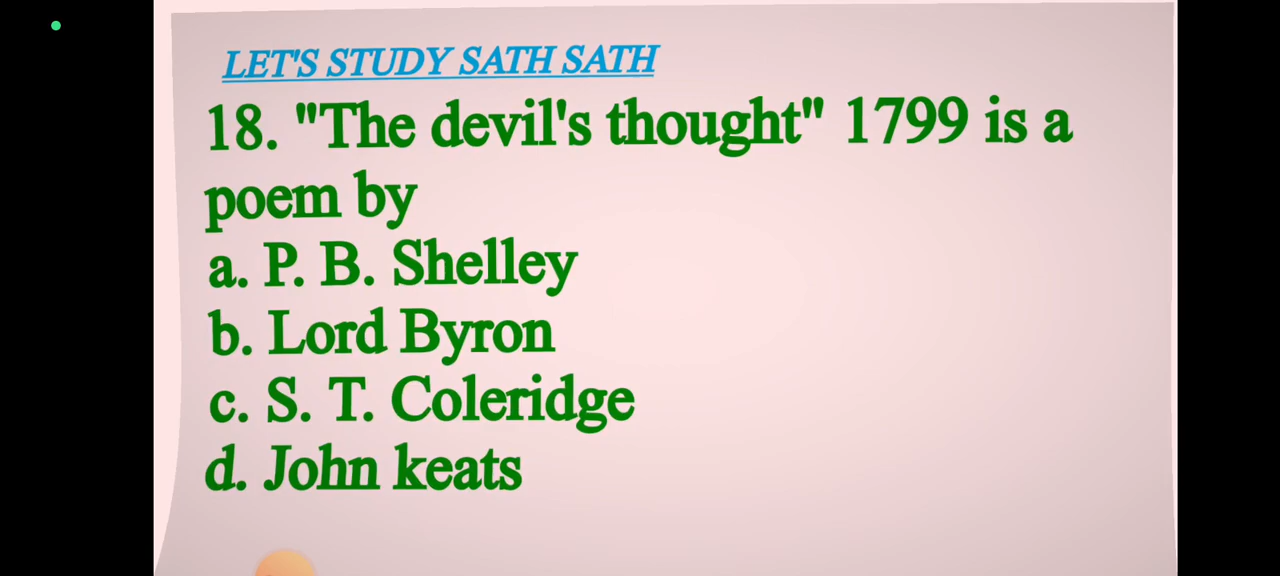 LET'S STUDY SATH SATH
18. "The devil's thought" 1799 is a
poem by
a. P. B. Shelley
b. Lord Byron
c. S. T. Coleridge
d. John keats